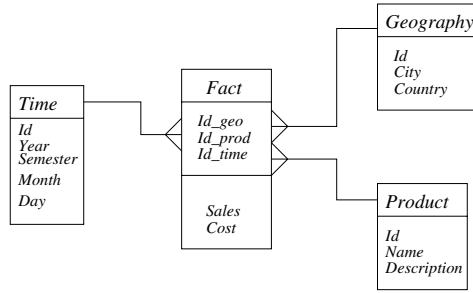 Time
Id
Year
Semester
Month
Day
Fact
Id_geo
Id_prod
Id_time
Sales
Cost
Geography
Id
City
Country
Product
Id
Name
Description